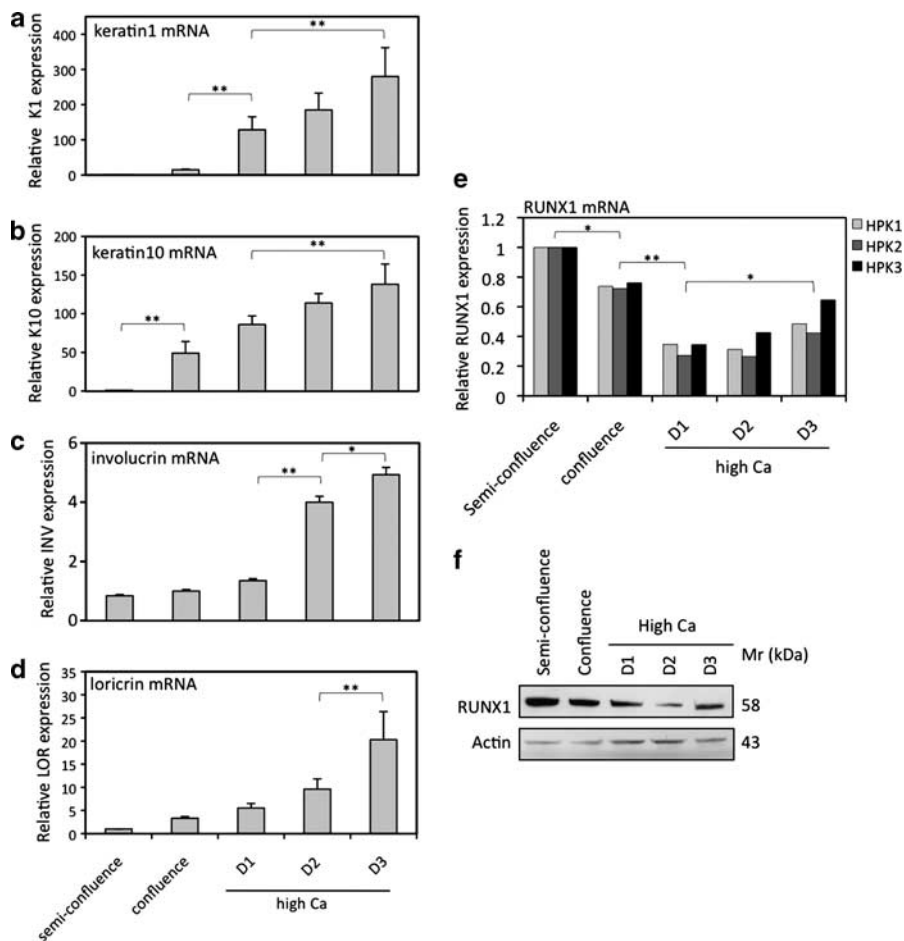 a
keratin1 mRNA
Relative K1 expression
400
300
200
100
0
**
**
b
keratin10 mRNA
Relative K10 expression
200
150
100
50
0
**
**
c
involucrin mRNA
Relative INV expression
6
4
2
0
**
*
d
loricrin mRNA
Relative LOR expression
35
30
25
20
15
10
5
0
**
semi-confluence
confluence
D1
D2
D3
high Ca
e
RUNX1 mRNA
Relative RUNX1 expression
1.2
1
0.8
0.6
0.4
0.2
0
*
**
*
HPK1
HPK2
HPK3
Semi-confluence
confluence
D1
D2
D3
high Ca
f
Semi-confluence
Confluence
High Ca
D1
D2
D3
Mr (kDa)
RUNX1
58
Actin
43